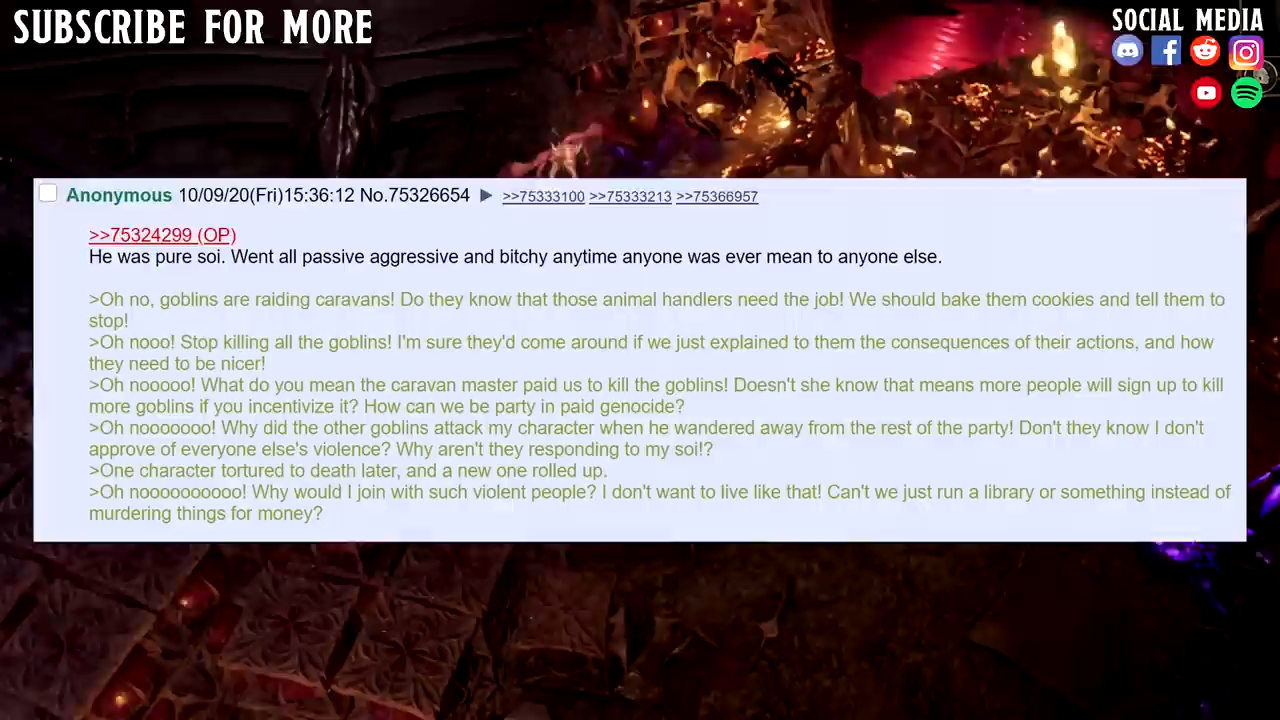 SUBSCRIBE FOR MORE
SOCIAL MEDIA
Anonymous 10/09/20(Fri)15:36:12 No.75326654 ▶ >>75333100 >>75333213 >>75366957
>>75324299 (OP)
He was pure soi. Went all passive aggressive and bitchy anytime anyone was ever mean to anyone else.
>Oh no, goblins are raiding caravans! Do they know that those animal handlers need the job! We should bake them cookies and tell them to
stop!
>Oh nooo! Stop killing all the goblins! I'm sure they'd come around if we just explained to them the consequences of their actions, and how
they need to be nicer!
>Oh nooooo! What do you mean the caravan master paid us to kill the goblins! Doesn't she know that means more people will sign up to kill
more goblins if you incentivize it? How can we be party in paid genocide?
>Oh nooooooo! Why did the other goblins attack my character when he wandered away from the rest of the party! Don't they know I don't
approve of everyone else's violence? Why aren't they responding to my soi!?
>One character tortured to death later, and a new one rolled up.
>Oh noooooooooo! Why would I join with such violent people? I don't want to live like that! Can't we just run a library or something instead of
murdering things for money?